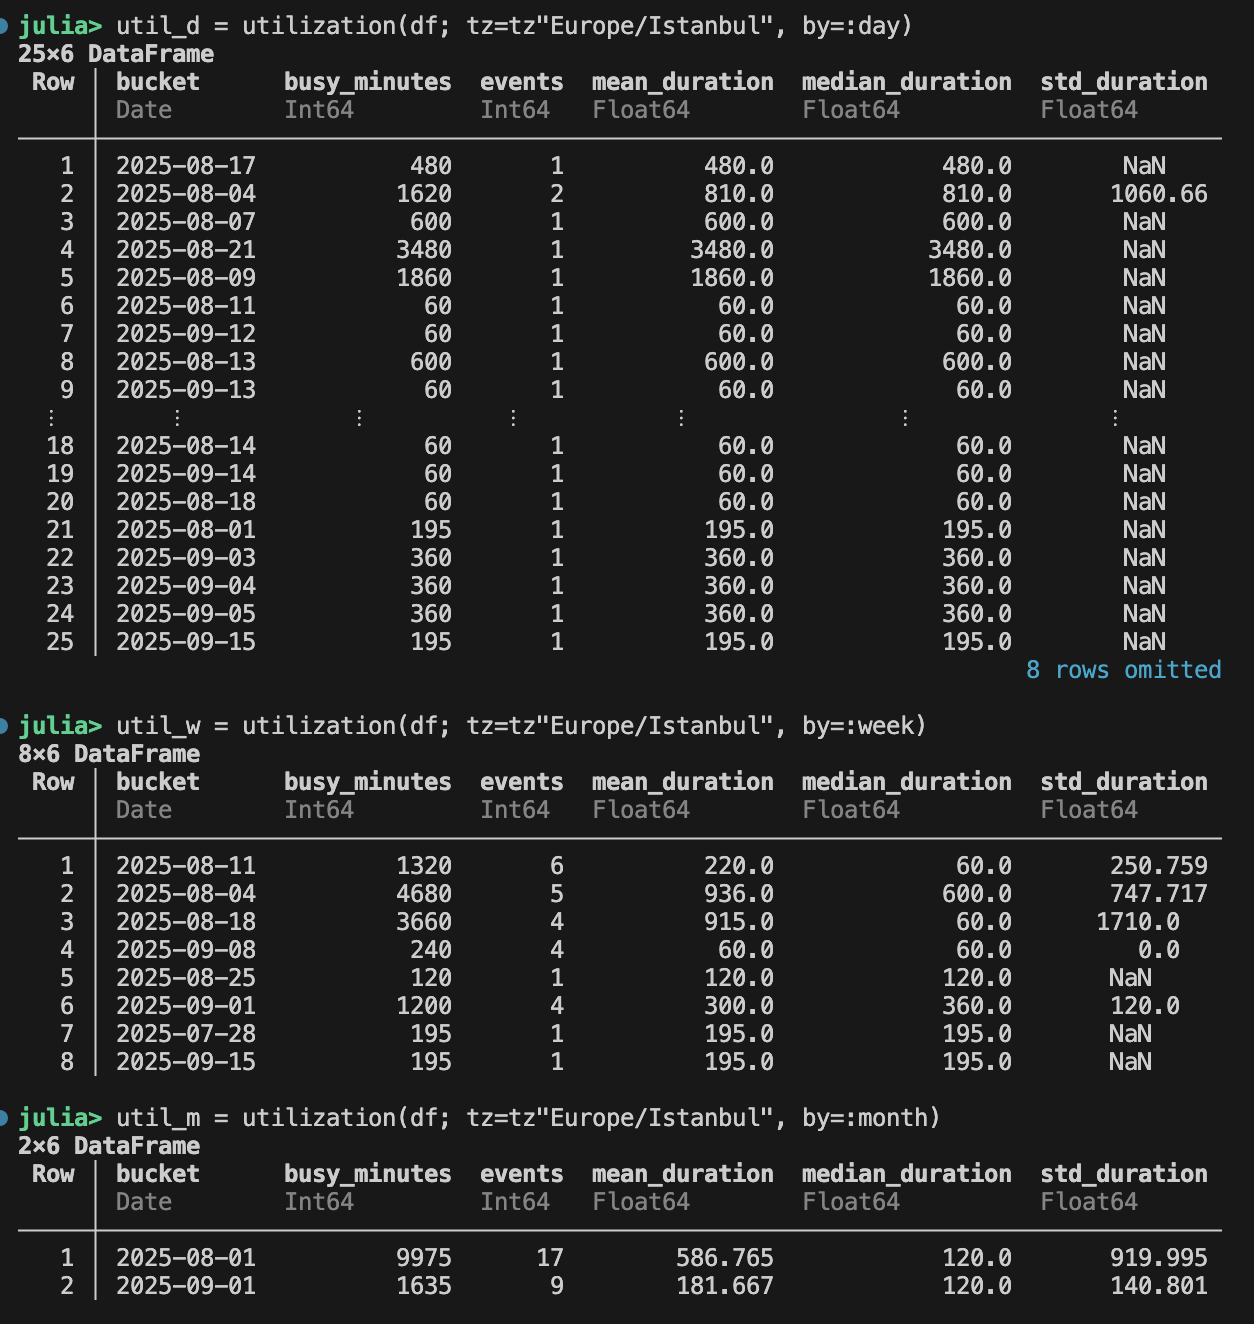 julia> util_d = utilization(df; tz=tz"Europe/Istanbul", by=:day)
25×6 DataFrame
Row │ bucket busy_minutes events mean_duration median_duration std_duration
│ Date Int64 Int64 Float64 Float64 Float64
1 │ 2025-08-17 480 1 480.0 480.0 NaN
2 │ 2025-08-04 1620 2 810.0 810.0 1060.66
3 │ 2025-08-07 600 1 600.0 600.0 NaN
4 │ 2025-08-21 3480 1 3480.0 3480.0 NaN
5 │ 2025-08-09 1860 1 1860.0 1860.0 NaN
6 │ 2025-08-11 60 1 60.0 60.0 NaN
7 │ 2025-09-12 60 1 60.0 60.0 NaN
8 │ 2025-08-13 600 1 600.0 600.0 NaN
9 │ 2025-09-13 60 1 60.0 60.0 NaN
⋮ │ ⋮ ⋮ ⋮ ⋮ ⋮ ⋮
18 │ 2025-08-14 60 1 60.0 60.0 NaN
19 │ 2025-09-14 60 1 60.0 60.0 NaN
20 │ 2025-08-18 60 1 60.0 60.0 NaN
21 │ 2025-08-01 195 1 195.0 195.0 NaN
22 │ 2025-09-03 360 1 360.0 360.0 NaN
23 │ 2025-09-04 360 1 360.0 360.0 NaN
24 │ 2025-09-05 360 1 360.0 360.0 NaN
25 │ 2025-09-15 195 1 195.0 195.0 NaN
8 rows omitted
julia> util_w = utilization(df; tz=tz"Europe/Istanbul", by=:week)
8×6 DataFrame
Row │ bucket busy_minutes events mean_duration median_duration std_duration
│ Date Int64 Int64 Float64 Float64 Float64
1 │ 2025-08-11 1320 6 220.0 60.0 250.759
2 │ 2025-08-04 4680 5 936.0 600.0 747.717
3 │ 2025-08-18 3660 4 915.0 60.0 1710.0
4 │ 2025-09-08 240 4 60.0 60.0 0.0
5 │ 2025-08-25 120 1 120.0 120.0 NaN
6 │ 2025-09-01 1200 4 300.0 360.0 120.0
7 │ 2025-07-28 195 1 195.0 195.0 NaN
8 │ 2025-09-15 195 1 195.0 195.0 NaN
julia> util_m = utilization(df; tz=tz"Europe/Istanbul", by=:month)
2×6 DataFrame
Row │ bucket busy_minutes events mean_duration median_duration std_duration
│ Date Int64 Int64 Float64 Float64 Float64
1 │ 2025-08-01 9975 17 586.765 120.0 919.995
2 │ 2025-09-01 1635 9 181.667 120.0 140.801